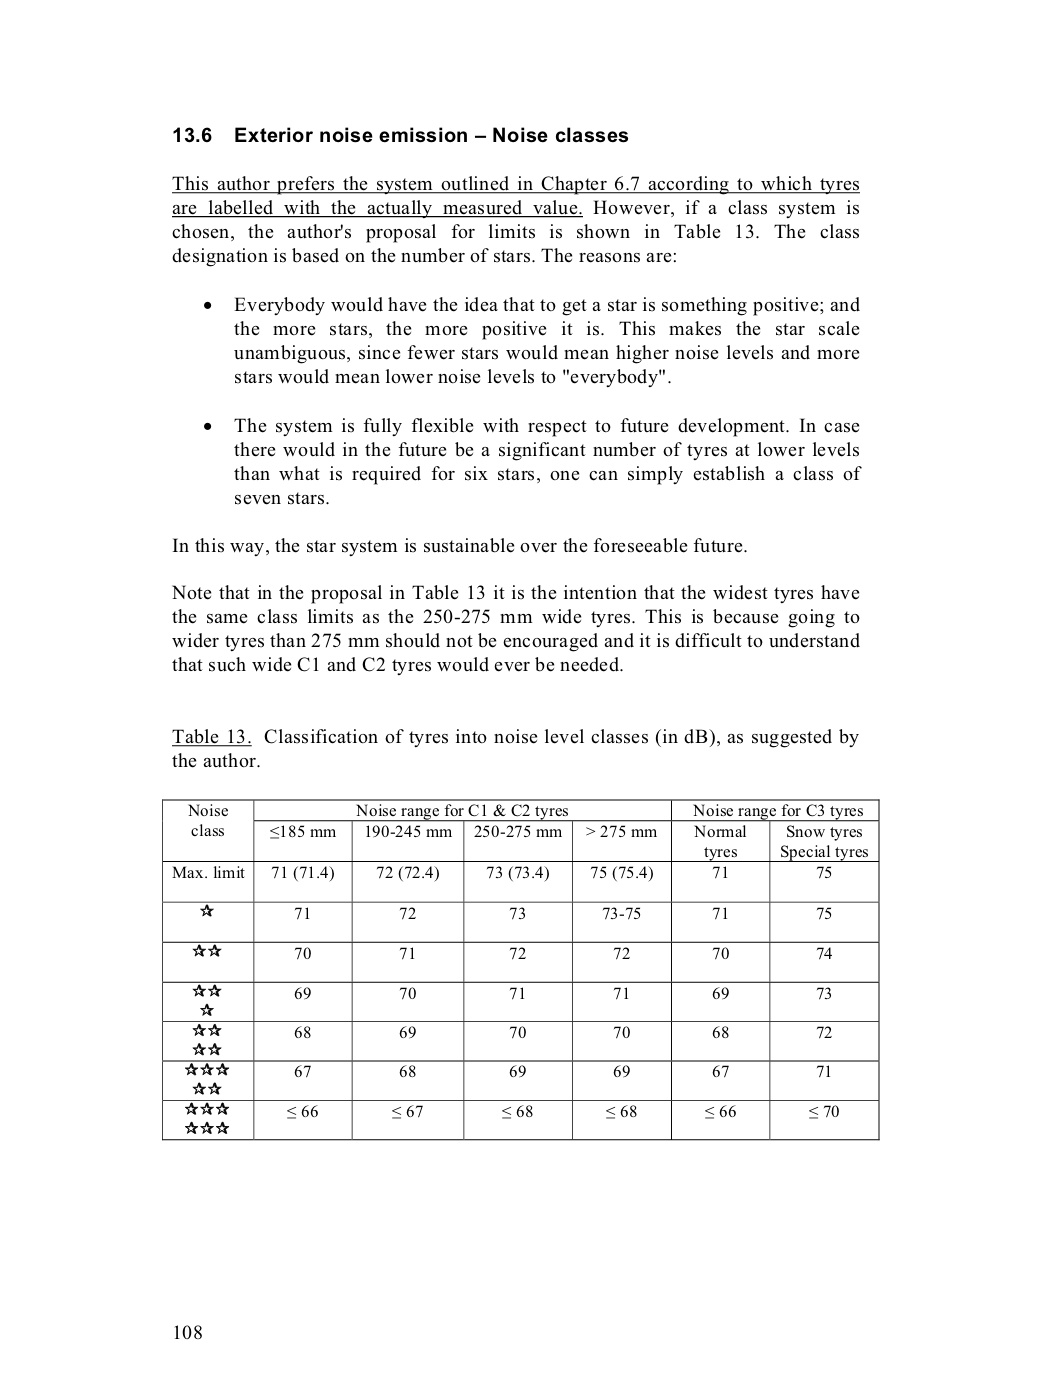 13.6 Exterior noise emission – Noise classes
This author prefers the system outlined in Chapter 6.7 according to which tyres
are labelled with the actually measured value. However, if a class system is
chosen, the author's proposal for limits is shown in Table 13. The class
designation is based on the number of stars. The reasons are:
• Everybody would have the idea that to get a star is something positive; and
the more stars, the more positive it is. This makes the star scale
unambiguous, since fewer stars would mean higher noise levels and more
stars would mean lower noise levels to "everybody".
• The system is fully flexible with respect to future development. In case
there would in the future be a significant number of tyres at lower levels
than what is required for six stars, one can simply establish a class of
seven stars.
In this way, the star system is sustainable over the foreseeable future.
Note that in the proposal in Table 13 it is the intention that the widest tyres have
the same class limits as the 250-275 mm wide tyres. This is because going to
wider tyres than 275 mm should not be encouraged and it is difficult to understand
that such wide C1 and C2 tyres would ever be needed.
Table 13. Classification of tyres into noise level classes (in dB), as suggested by
the author.
Noise Noise range for C1 & C2 tyres Noise range for C3 tyres
class ≤185 mm 190-245 mm 250-275 mm > 275 mm Normal Snow tyres
tyres Special tyres
Max. limit 71 (71.4) 72 (72.4) 73 (73.4) 75 (75.4) 71 75
☆ 71 72 73 73-75 71 75
☆☆ 70 71 72 72 70 74
☆☆ 69 70 71 71 69 73
☆
☆☆ 68 69 70 70 68 72
☆☆
☆☆☆ 67 68 69 69 67 71
☆☆
☆☆☆ ≤ 66 ≤ 67 ≤ 68 ≤ 68 ≤ 66 ≤ 70
☆☆☆
108